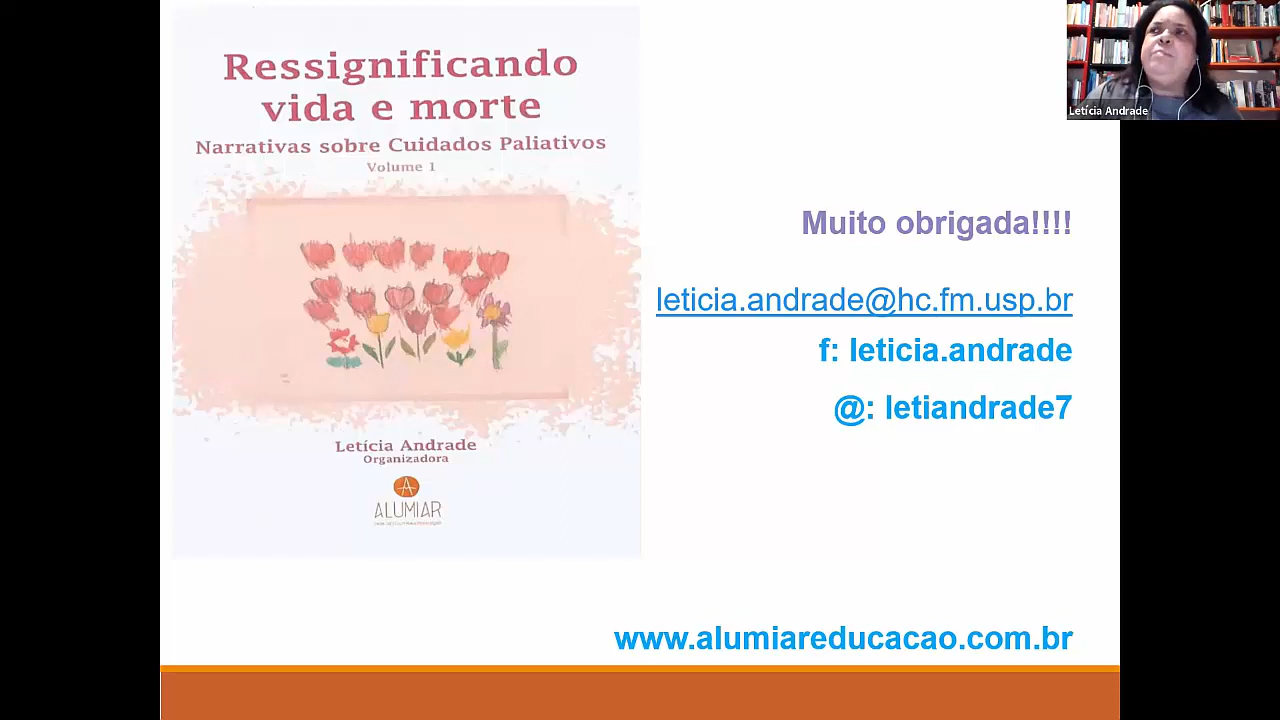 Ressignificando
vida e morte
Narrativas sobre Cuidados Paliativos
Volume 1
Letícia Andrade
Organizadora
ALUMIAR
Muito obrigada!!!!
leticia.andrade@hc.fm.usp.br
f: leticia.andrade
@: letiandrade7
www.alumiareducacao.com.br
Letícia Andrade